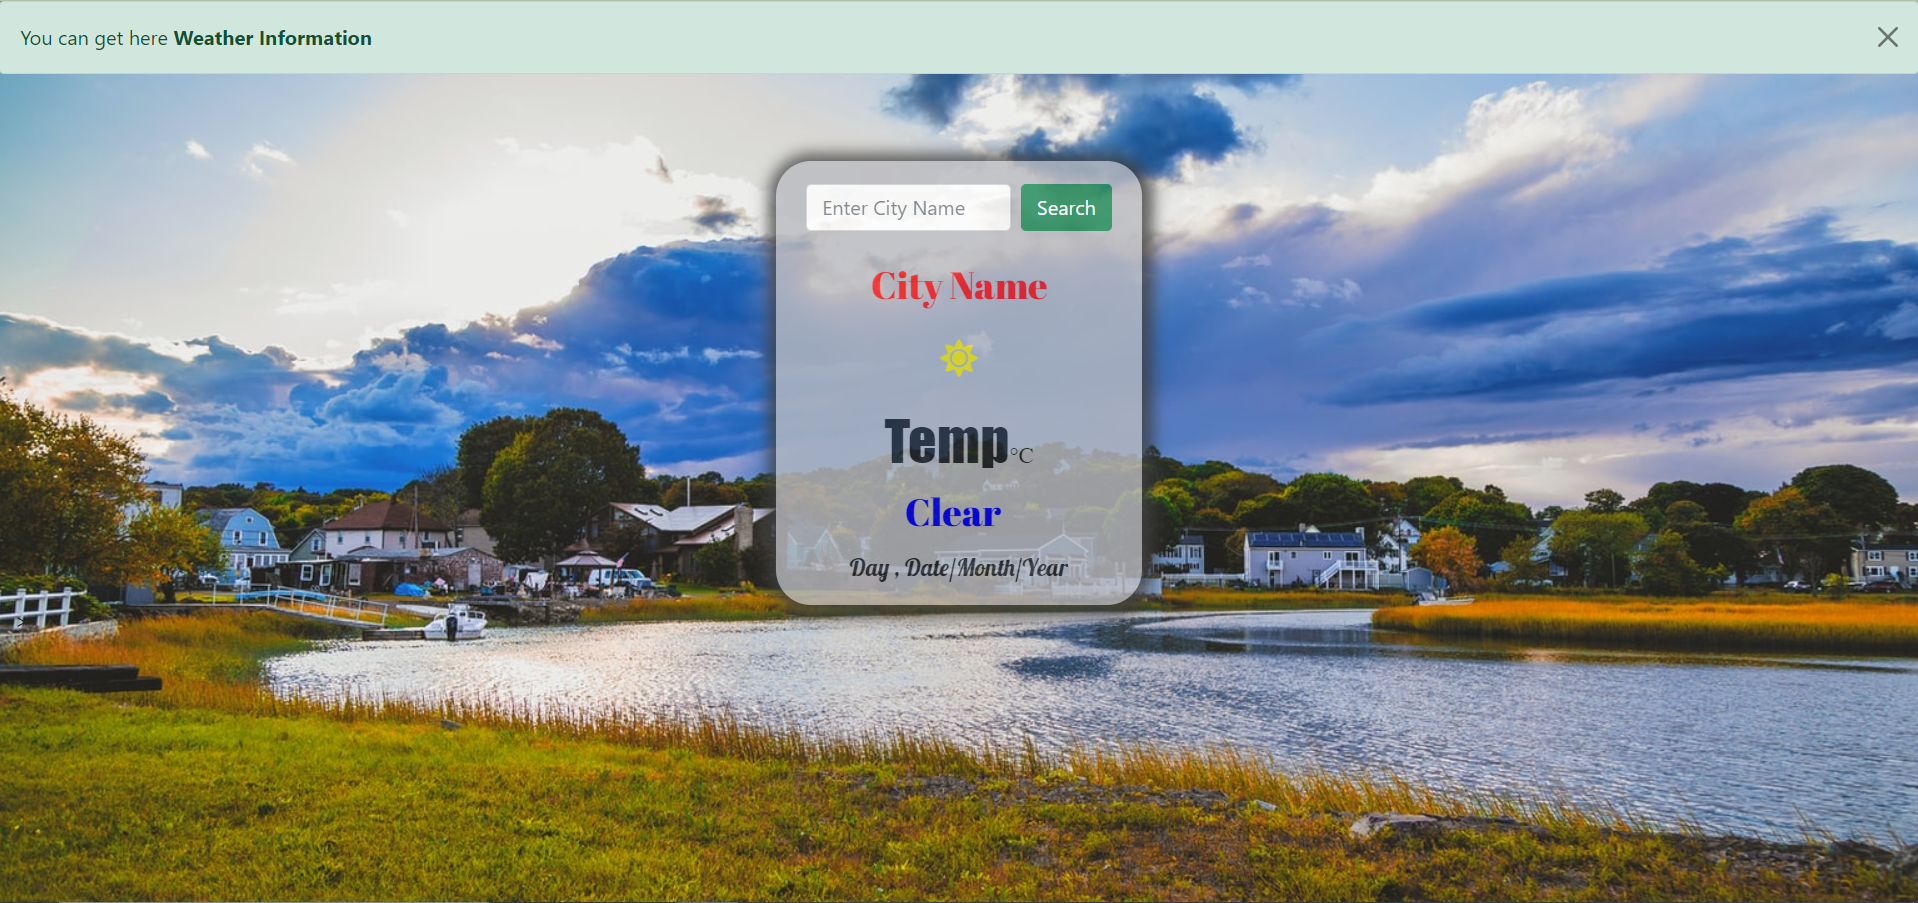 You can get here Weather Information
Enter City Name
Search
City Name
Temp°C
Clear
Day , Date/Month/Year
>